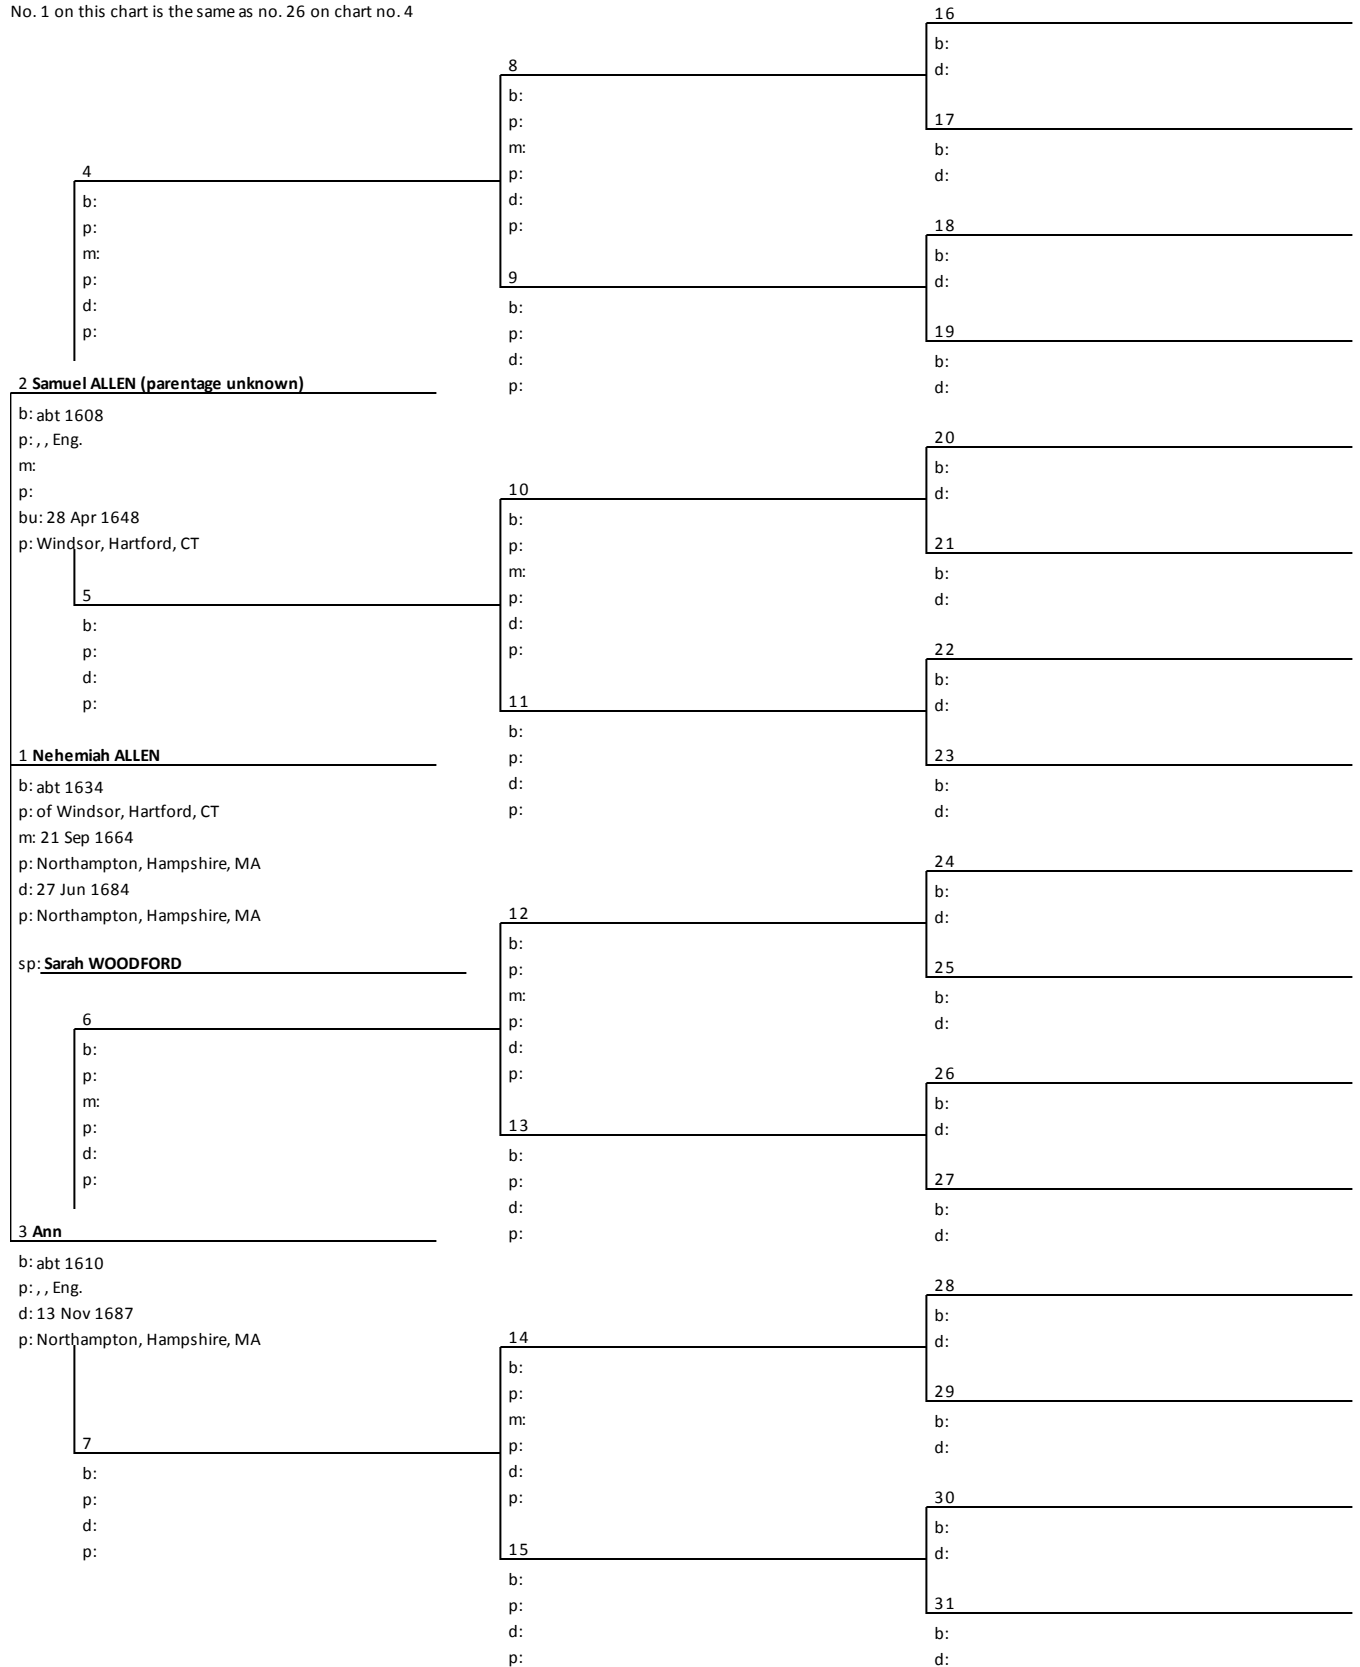 No. 1 on this chart is the same as no. 26 on chart no. 4
4
b:
p:
m:
p:
d:
p:
2 Samuel ALLEN (parentage unknown)
b: abt 1608
p: , , Eng.
m:
p:
bu: 28 Apr 1648
p: Windsor, Hartford, CT
5
b:
p:
d:
p:
1 Nehemiah ALLEN
b: abt 1634
p: of Windsor, Hartford, CT
m: 21 Sep 1664
p: Northampton, Hampshire, MA
d: 27 Jun 1684
p: Northampton, Hampshire, MA
sp: Sarah WOODFORD
6
b:
p:
m:
p:
d:
p:
3 Ann
b: abt 1610
p: , , Eng.
d: 13 Nov 1687
p: Northampton, Hampshire, MA
7
b:
p:
d:
p:
8
b:
p:
m:
p:
d:
p:
9
b:
p:
d:
p:
10
b:
p:
m:
p:
d:
p:
11
b:
p:
d:
p:
12
b:
p:
m:
p:
d:
p:
13
b:
p:
d:
p:
14
b:
p:
m:
p:
d:
p:
15
b:
p:
d:
p:
16
b:
d:
17
b:
d:
18
b:
d:
19
b:
d:
20
b:
d:
21
b:
d:
22
b:
d:
23
b:
d:
24
b:
d:
25
b:
d:
26
b:
d:
27
b:
d:
28
b:
d:
29
b:
d:
30
b:
d:
31
b:
d: